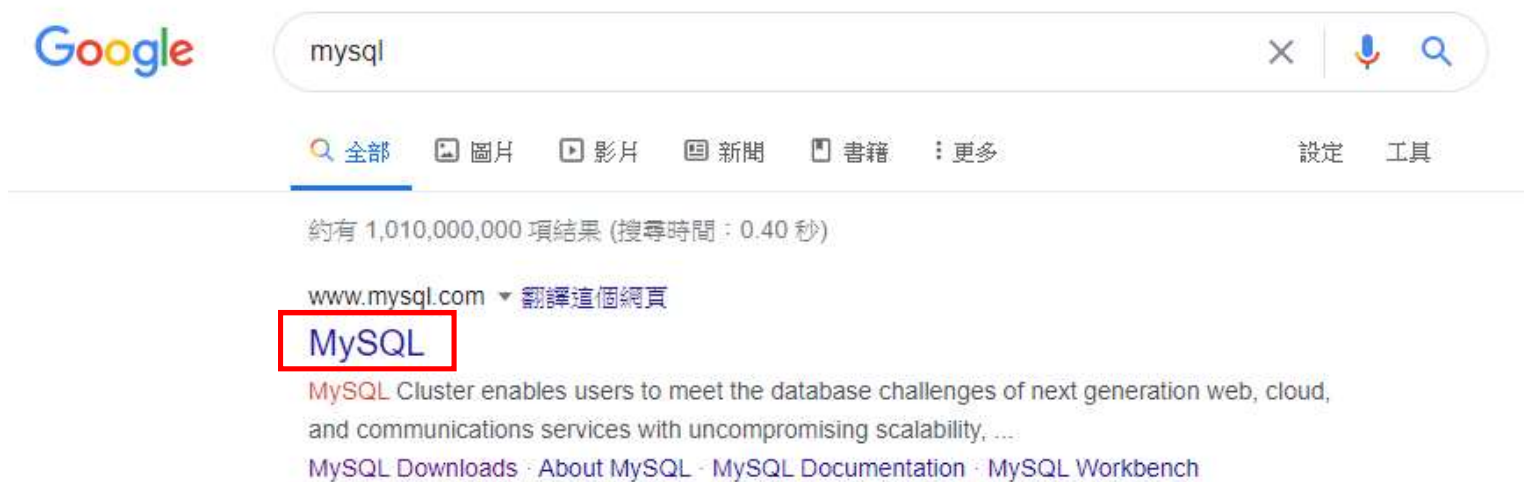 Google mysql
全部 圖片 影片 新聞 書籍 更多 設定 工具
約有 1,010,000,000 項結果 (搜尋時間：0.40 秒)
www.mysql.com 翻譯這個網頁
MySQL
MySQL Cluster enables users to meet the database challenges of next generation web, cloud,
and communications services with uncompromising scalability, ...
MySQL Downloads · About MySQL · MySQL Documentation · MySQL Workbench